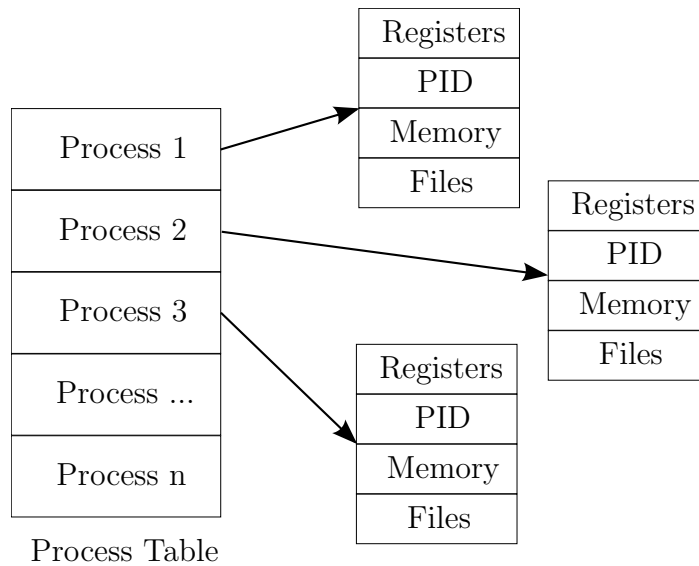 Process 1
Process 2
Process 3
Process ...
Process n
Process Table
Registers
PID
Memory
Files
Registers
PID
Memory
Files
Registers
PID
Memory
Files